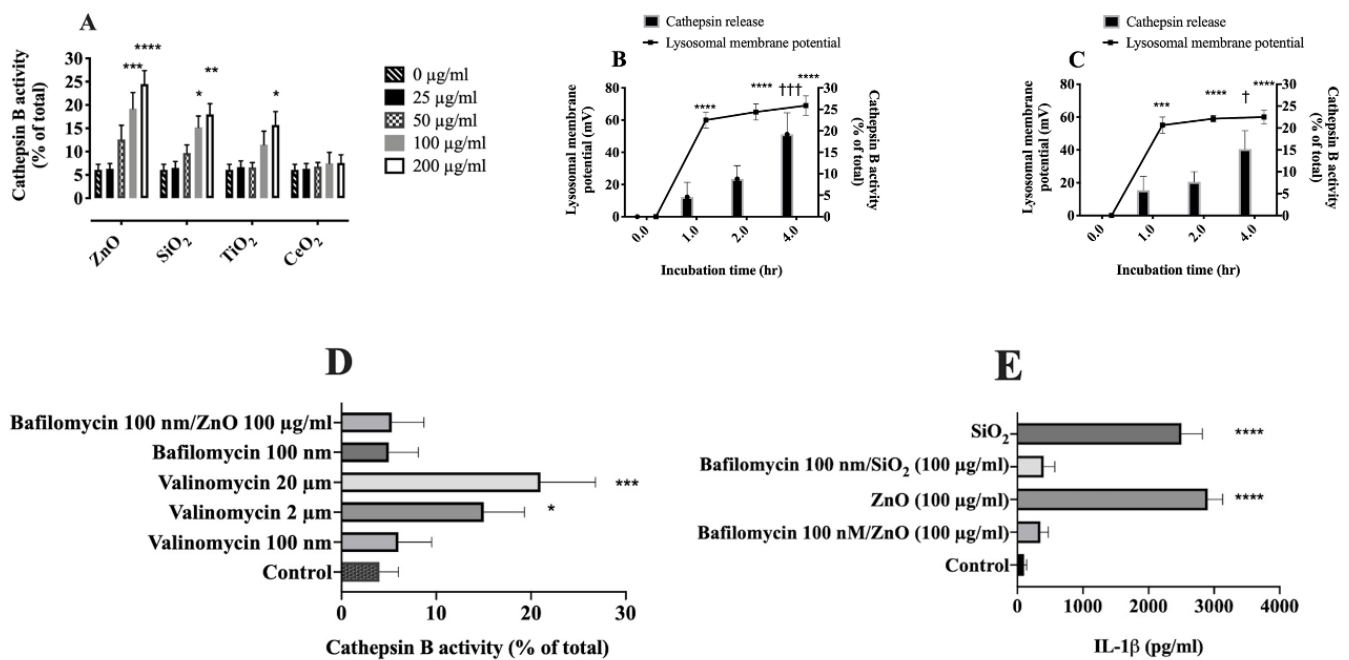 A
Cathepsin B activity
(% of total)
30
25
20
15
10
5
0
***
****
*
**
*
ZnO
SiO2
TiO2
CeO2
0 µg/ml
25 µg/ml
50 µg/ml
100 µg/ml
200 µg/ml
Cathepsin release
Lysosomal membrane potential
B
Lysosomal membrane
potential (mV)
80
60
40
20
0
****
****
†††
****
30
25
20
15
10
5
0
Cathepsin B activity
(% of total)
0.0
1.0
2.0
4.0
Incubation time (hr)
Cathepsin release
Lysosomal membrane potential
C
Lysosomal membrane
potential (mV)
80
60
40
20
0
***
****
†
****
30
25
20
15
10
5
0
Cathepsin B activity
(% of total)
0.0
1.0
2.0
4.0
Incubation time (hr)
D
Bafilomycin 100 nm/ZnO 100 µg/ml
Bafilomycin 100 nm
Valinomycin 20 µm
***
Valinomycin 2 µm
*
Valinomycin 100 nm
Control
0 10 20 30
Cathepsin B activity (% of total)
E
SiO2
****
Bafilomycin 100 nm/SiO2 (100 µg/ml)
ZnO (100 µg/ml)
****
Bafilomycin 100 nM/ZnO (100 µg/ml)
Control
0 1000 2000 3000 4000
IL-1β (pg/ml)